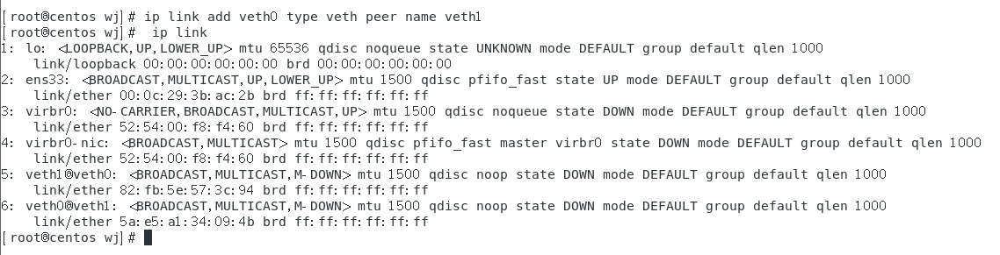 [root@centos wj]# ip link add veth0 type veth peer name veth1
[root@centos wj]#  ip link
1: lo: <LOOPBACK,UP,LOWER_UP> mtu 65536 qdisc noqueue state UNKNOWN mode DEFAULT group default qlen 1000
    link/loopback 00:00:00:00:00:00 brd 00:00:00:00:00:00
2: ens33: <BROADCAST,MULTICAST,UP,LOWER_UP> mtu 1500 qdisc pfifo_fast state UP mode DEFAULT group default qlen 1000
    link/ether 00:0c:29:3b:ac:2b brd ff:ff:ff:ff:ff:ff
3: virbr0: <NO-CARRIER,BROADCAST,MULTICAST,UP> mtu 1500 qdisc noqueue state DOWN mode DEFAULT group default qlen 1000
    link/ether 52:54:00:f8:f4:60 brd ff:ff:ff:ff:ff:ff
4: virbr0-nic: <BROADCAST,MULTICAST> mtu 1500 qdisc pfifo_fast master virbr0 state DOWN mode DEFAULT group default qlen 1000
    link/ether 52:54:00:f8:f4:60 brd ff:ff:ff:ff:ff:ff
5: veth1@veth0: <BROADCAST,MULTICAST,M-DOWN> mtu 1500 qdisc noop state DOWN mode DEFAULT group default qlen 1000
    link/ether 82:fb:5e:57:3c:94 brd ff:ff:ff:ff:ff:ff
6: veth0@veth1: <BROADCAST,MULTICAST,M-DOWN> mtu 1500 qdisc noop state DOWN mode DEFAULT group default qlen 1000
    link/ether 5a:e5:a1:34:09:4b brd ff:ff:ff:ff:ff:ff
[root@centos wj]#